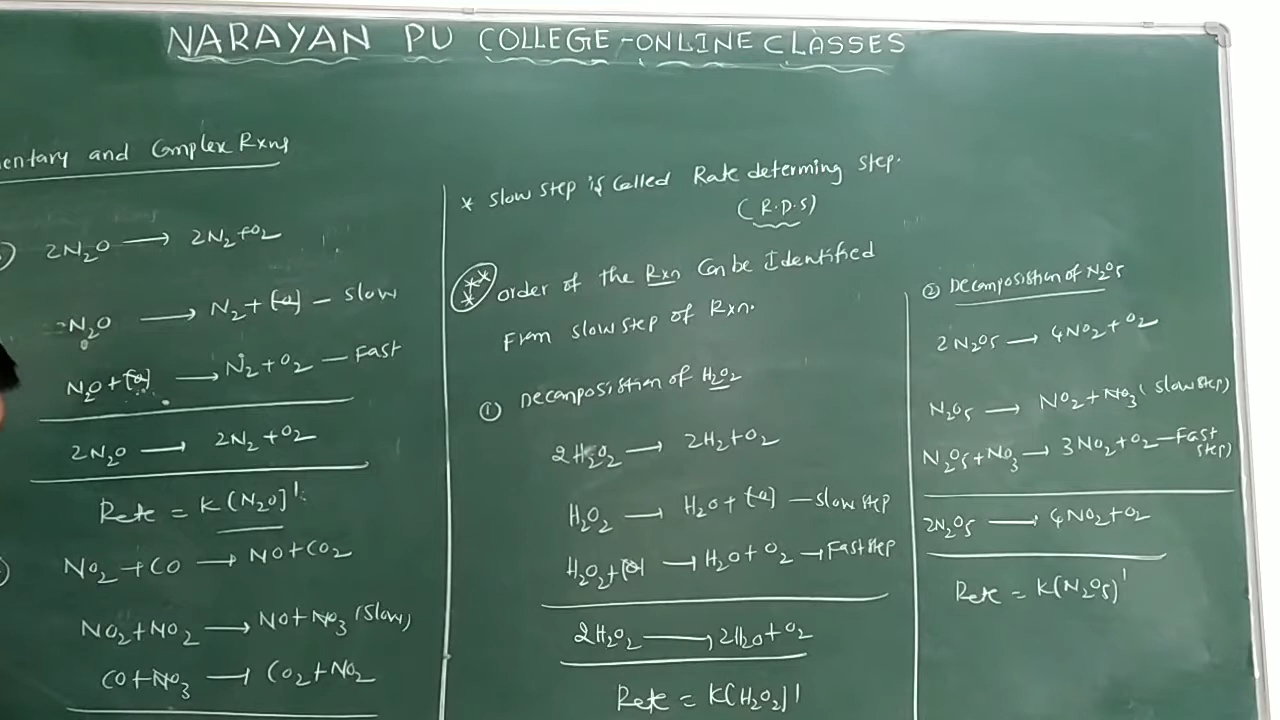 NARAYAN PU COLLEGE-ONLINE CLASSES
entary and Complex Rxns
2N₂O → 2N₂+O₂
N₂O → N₂+[O] - Slow
N₂O+[O] → N₂+O₂ - Fast
2N₂O → 2N₂+O₂
Rate = K[N₂O]¹
NO₂+CO → NO+CO₂
NO₂+NO₂ → NO+NO₃ (Slow)
CO+NO₃ → CO₂+NO₂
* Slow step is called Rate determining step.
(R.D.S)
*** Order of the Rxn Can be Identified
From slow step of Rxn.
① Decomposistion of H₂O₂
2H₂O₂ → 2H₂+O₂
H₂O₂ → H₂O+[O] - slow step
H₂O₂+[O] → H₂O+O₂ → Fast step
2H₂O₂ → 2H₂O+O₂
Rate = K(H₂O₂)¹
② Decomposistion of N₂O₅
2N₂O₅ → 4NO₂+O₂
N₂O₅ → NO₂+NO₃ (slow step)
N₂O₅+NO₃ → 3NO₂+O₂ - Fast
step)
2N₂O₅ → 4NO₂+O₂
Rate = K(N₂O₅)¹